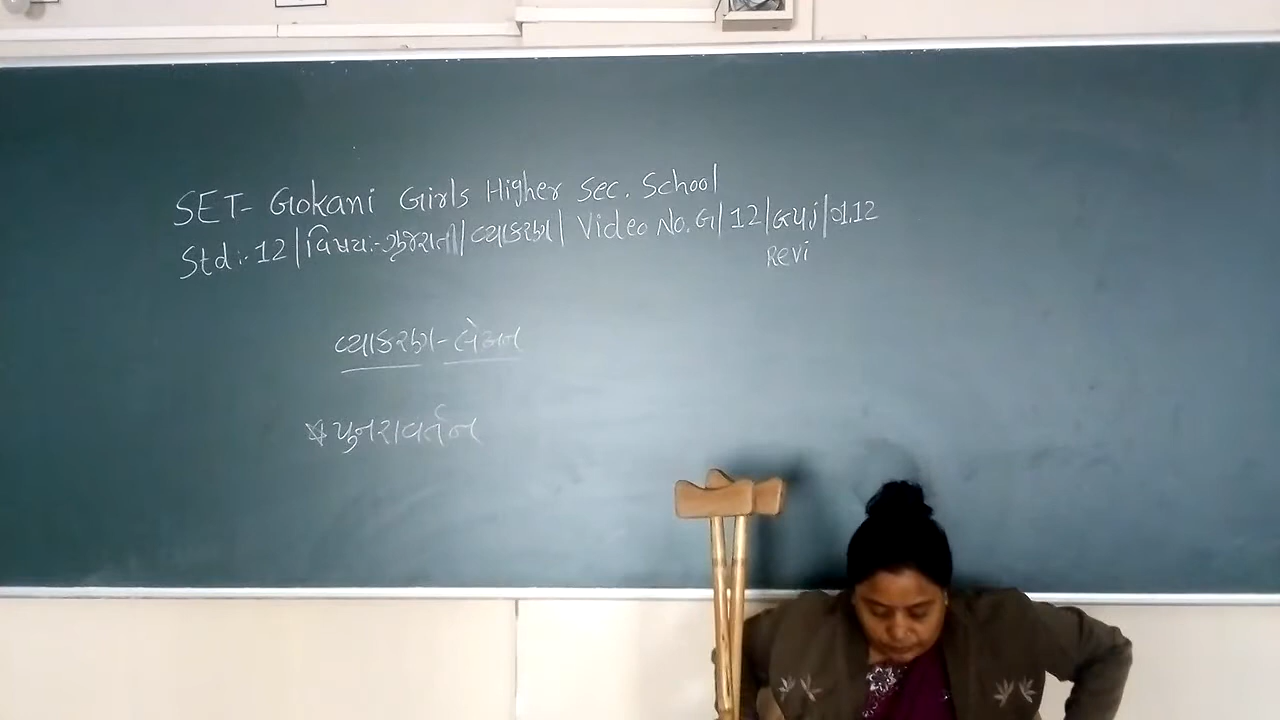 SET- Gokani Girls Higher Sec. School
Std:- 12 | વિષય:- ગુજરાતી | વ્યાકરણ | Video No. G | 12 | GUJ | વા.12
Revi
વ્યાકરણ - લેખન
* પુનરાવર્તન